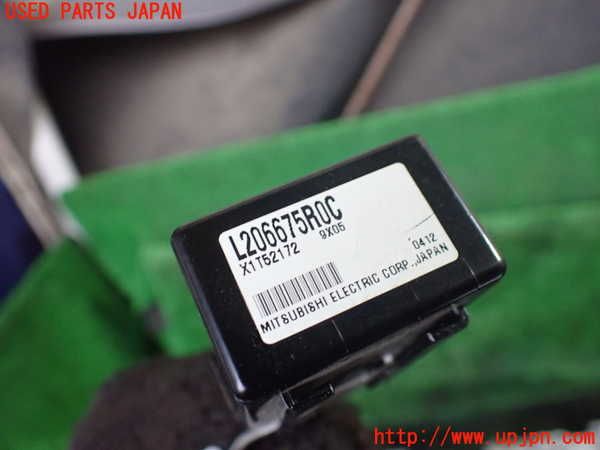 USED PARTS JAPAN
L206675R0C
X1T52172 9X05
'0412
MITSUBISHI ELECTRIC CORP.,JAPAN
http://www.upjpn.com/